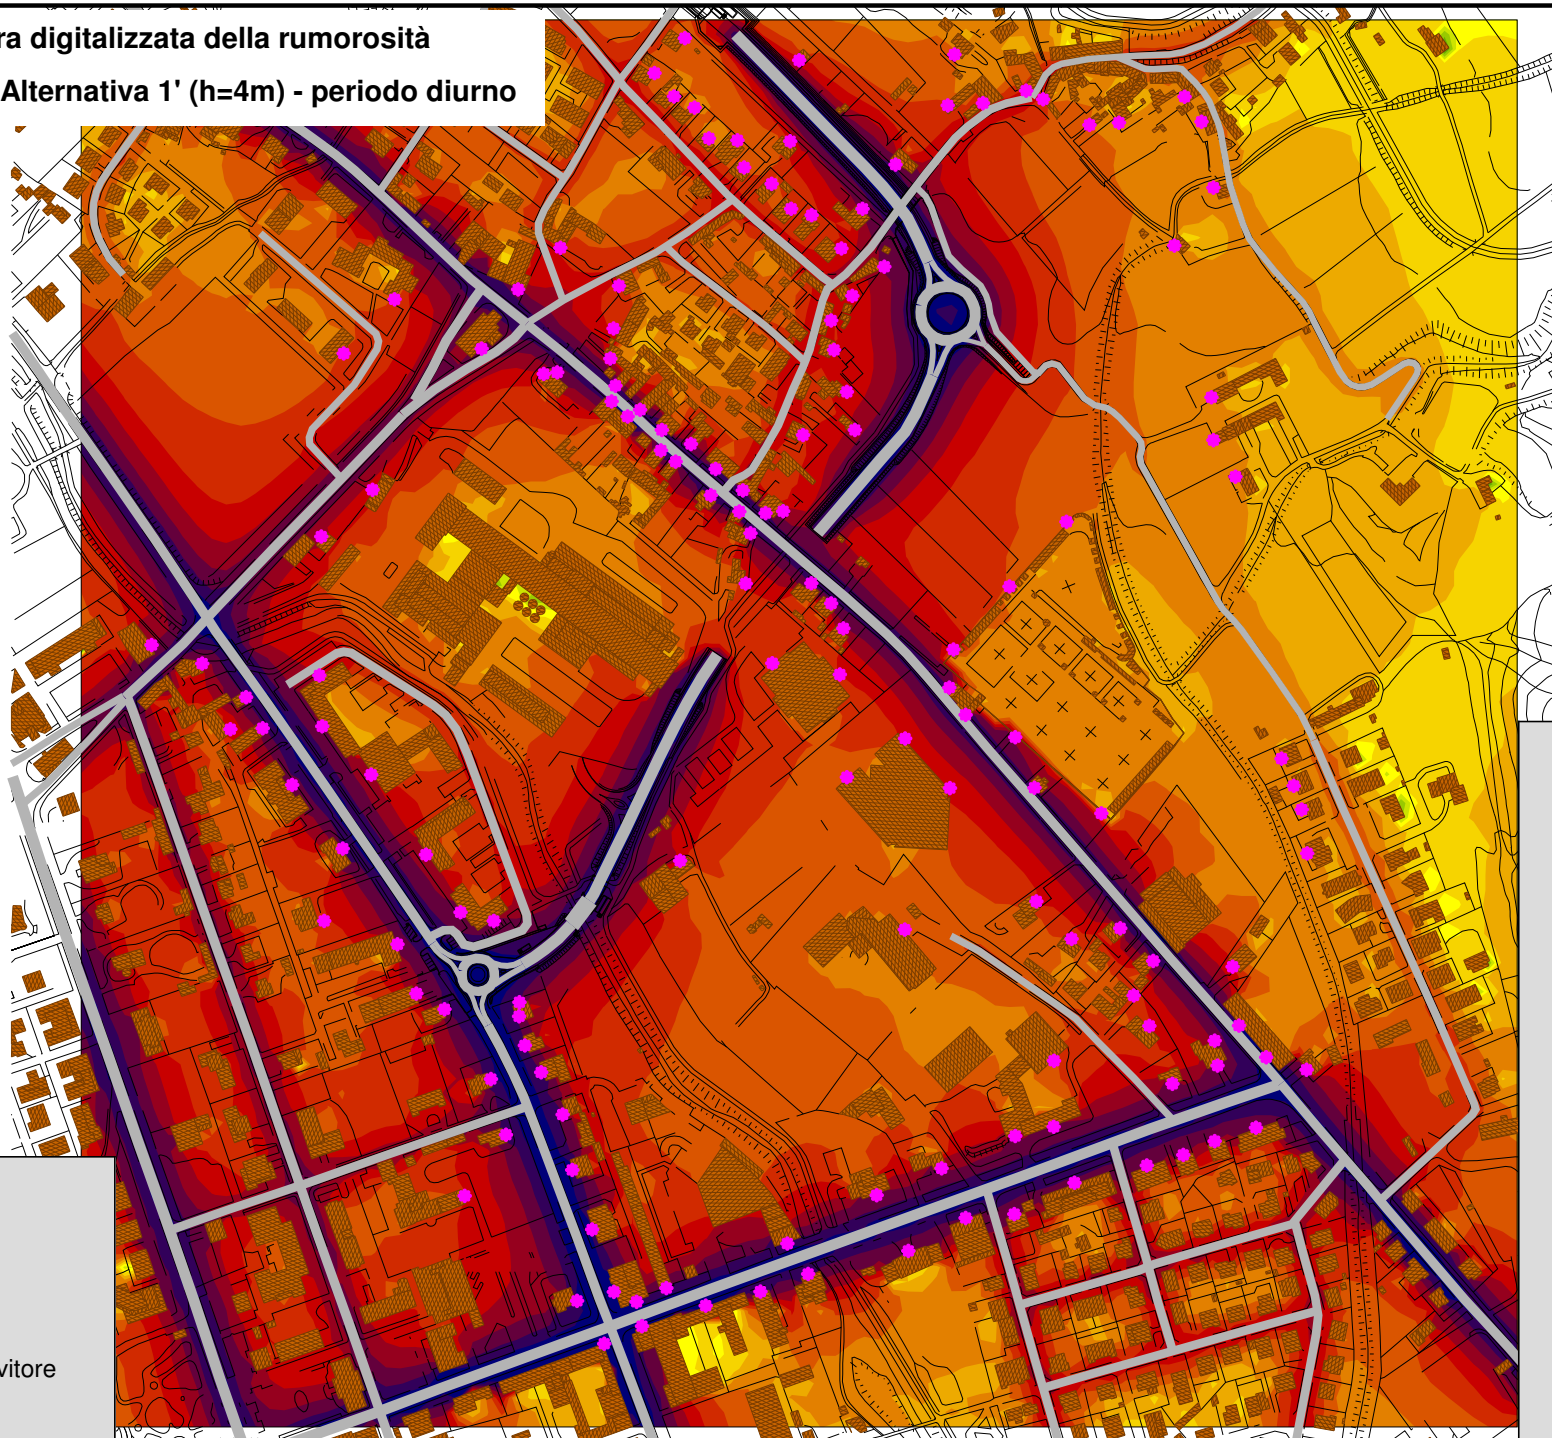 ra digitalizzata della rumorosità
Alternativa 1' (h=4m) - periodo diurno
vitore